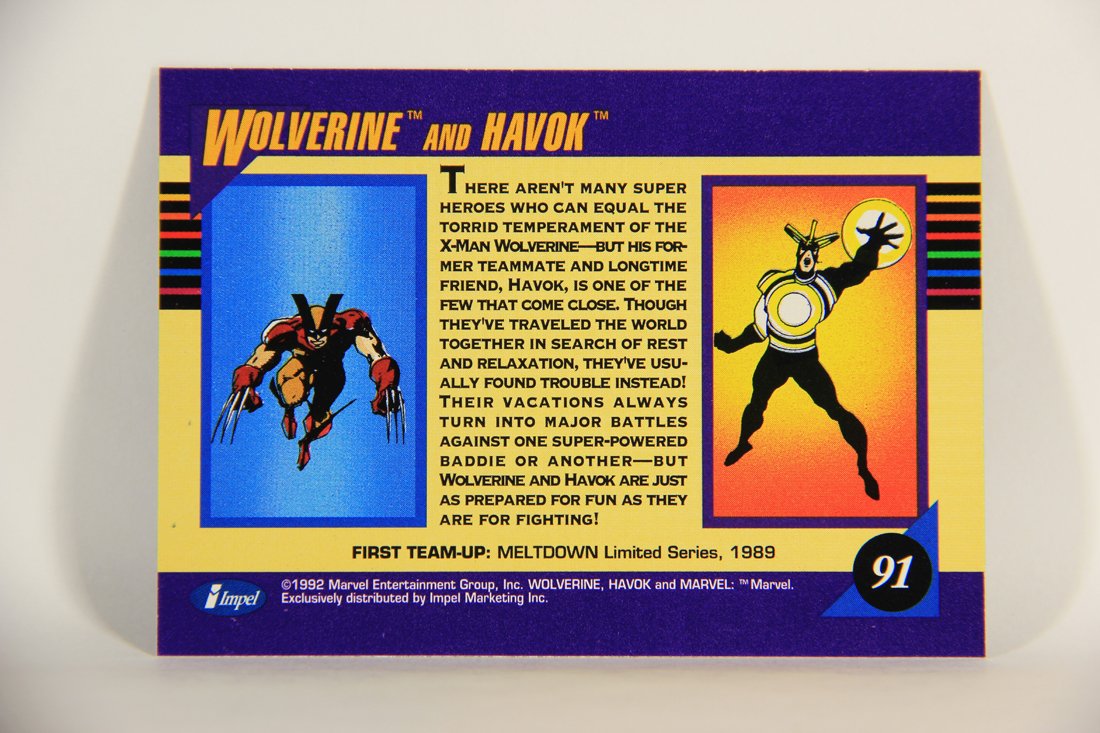 WOLVERINE™ AND HAVOK™
THERE AREN'T MANY SUPER
HEROES WHO CAN EQUAL THE
TORRID TEMPERAMENT OF THE
X-MAN WOLVERINE—BUT HIS FOR-
MER TEAMMATE AND LONGTIME
FRIEND, HAVOK, IS ONE OF THE
FEW THAT COME CLOSE. THOUGH
THEY'VE TRAVELED THE WORLD
TOGETHER IN SEARCH OF REST
AND RELAXATION, THEY'VE USU-
ALLY FOUND TROUBLE INSTEAD!
THEIR VACATIONS ALWAYS
TURN INTO MAJOR BATTLES
AGAINST ONE SUPER-POWERED
BADDIE OR ANOTHER—BUT
WOLVERINE AND HAVOK ARE JUST
AS PREPARED FOR FUN AS THEY
ARE FOR FIGHTING!
FIRST TEAM-UP: MELTDOWN Limited Series, 1989
91
Impel
©1992 Marvel Entertainment Group, Inc. WOLVERINE, HAVOK and MARVEL: ™Marvel.
Exclusively distributed by Impel Marketing Inc.